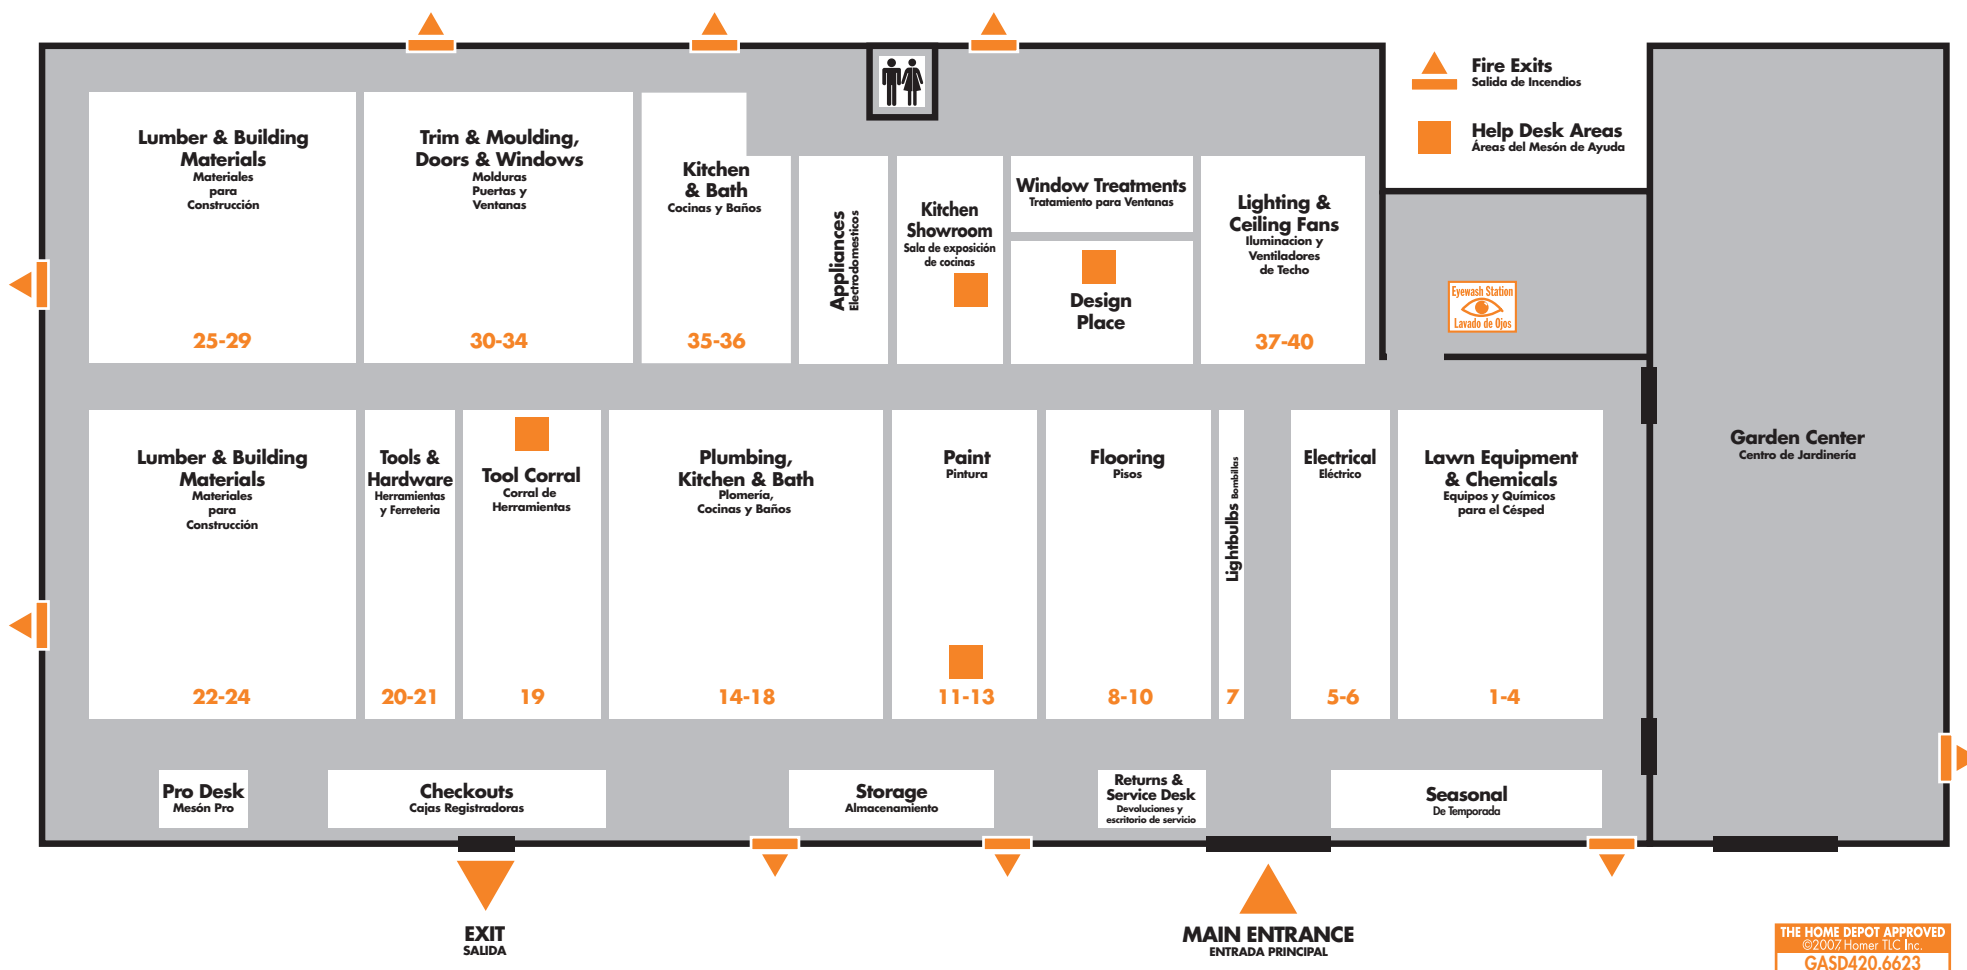 Fire Exits
Salida de Incendios
Help Desk Areas
Áreas del Mesón de Ayuda
Lumber & Building
Materials
Materiales
para
Construcción
25-29
Trim & Moulding,
Doors & Windows
Molduras
Puertas y
Ventanas
30-34
Kitchen
& Bath
Cocinas y Baños
35-36
Appliances
Electrodomesticos
Kitchen
Showroom
Sala de exposición
de cocinas
Window Treatments
Tratamiento para Ventanas
Design
Place
Lighting &
Ceiling Fans
Iluminacion y
Ventiladores
de Techo
37-40
Eyewash Station
Lavado de Ojos
Garden Center
Centro de Jardinería
Lumber & Building
Materials
Materiales
para
Construcción
22-24
Tools &
Hardware
Herramientas
y Ferreteria
20-21
Tool Corral
Corral de
Herramientas
19
Plumbing,
Kitchen & Bath
Plomería,
Cocinas y Baños
14-18
Paint
Pintura
11-13
Flooring
Pisos
8-10
Lightbulbs Bombillas
7
Electrical
Eléctrico
5-6
Lawn Equipment
& Chemicals
Equipos y Químicos
para el Césped
1-4
Pro Desk
Mesón Pro
Checkouts
Cajas Registradoras
Storage
Almacenamiento
Returns &
Service Desk
Devoluciones y
escritorio de servicio
Seasonal
De Temporada
EXIT
SALIDA
MAIN ENTRANCE
ENTRADA PRINCIPAL
THE HOME DEPOT APPROVED
©2007 Homer TLC Inc.
GASD420.6623